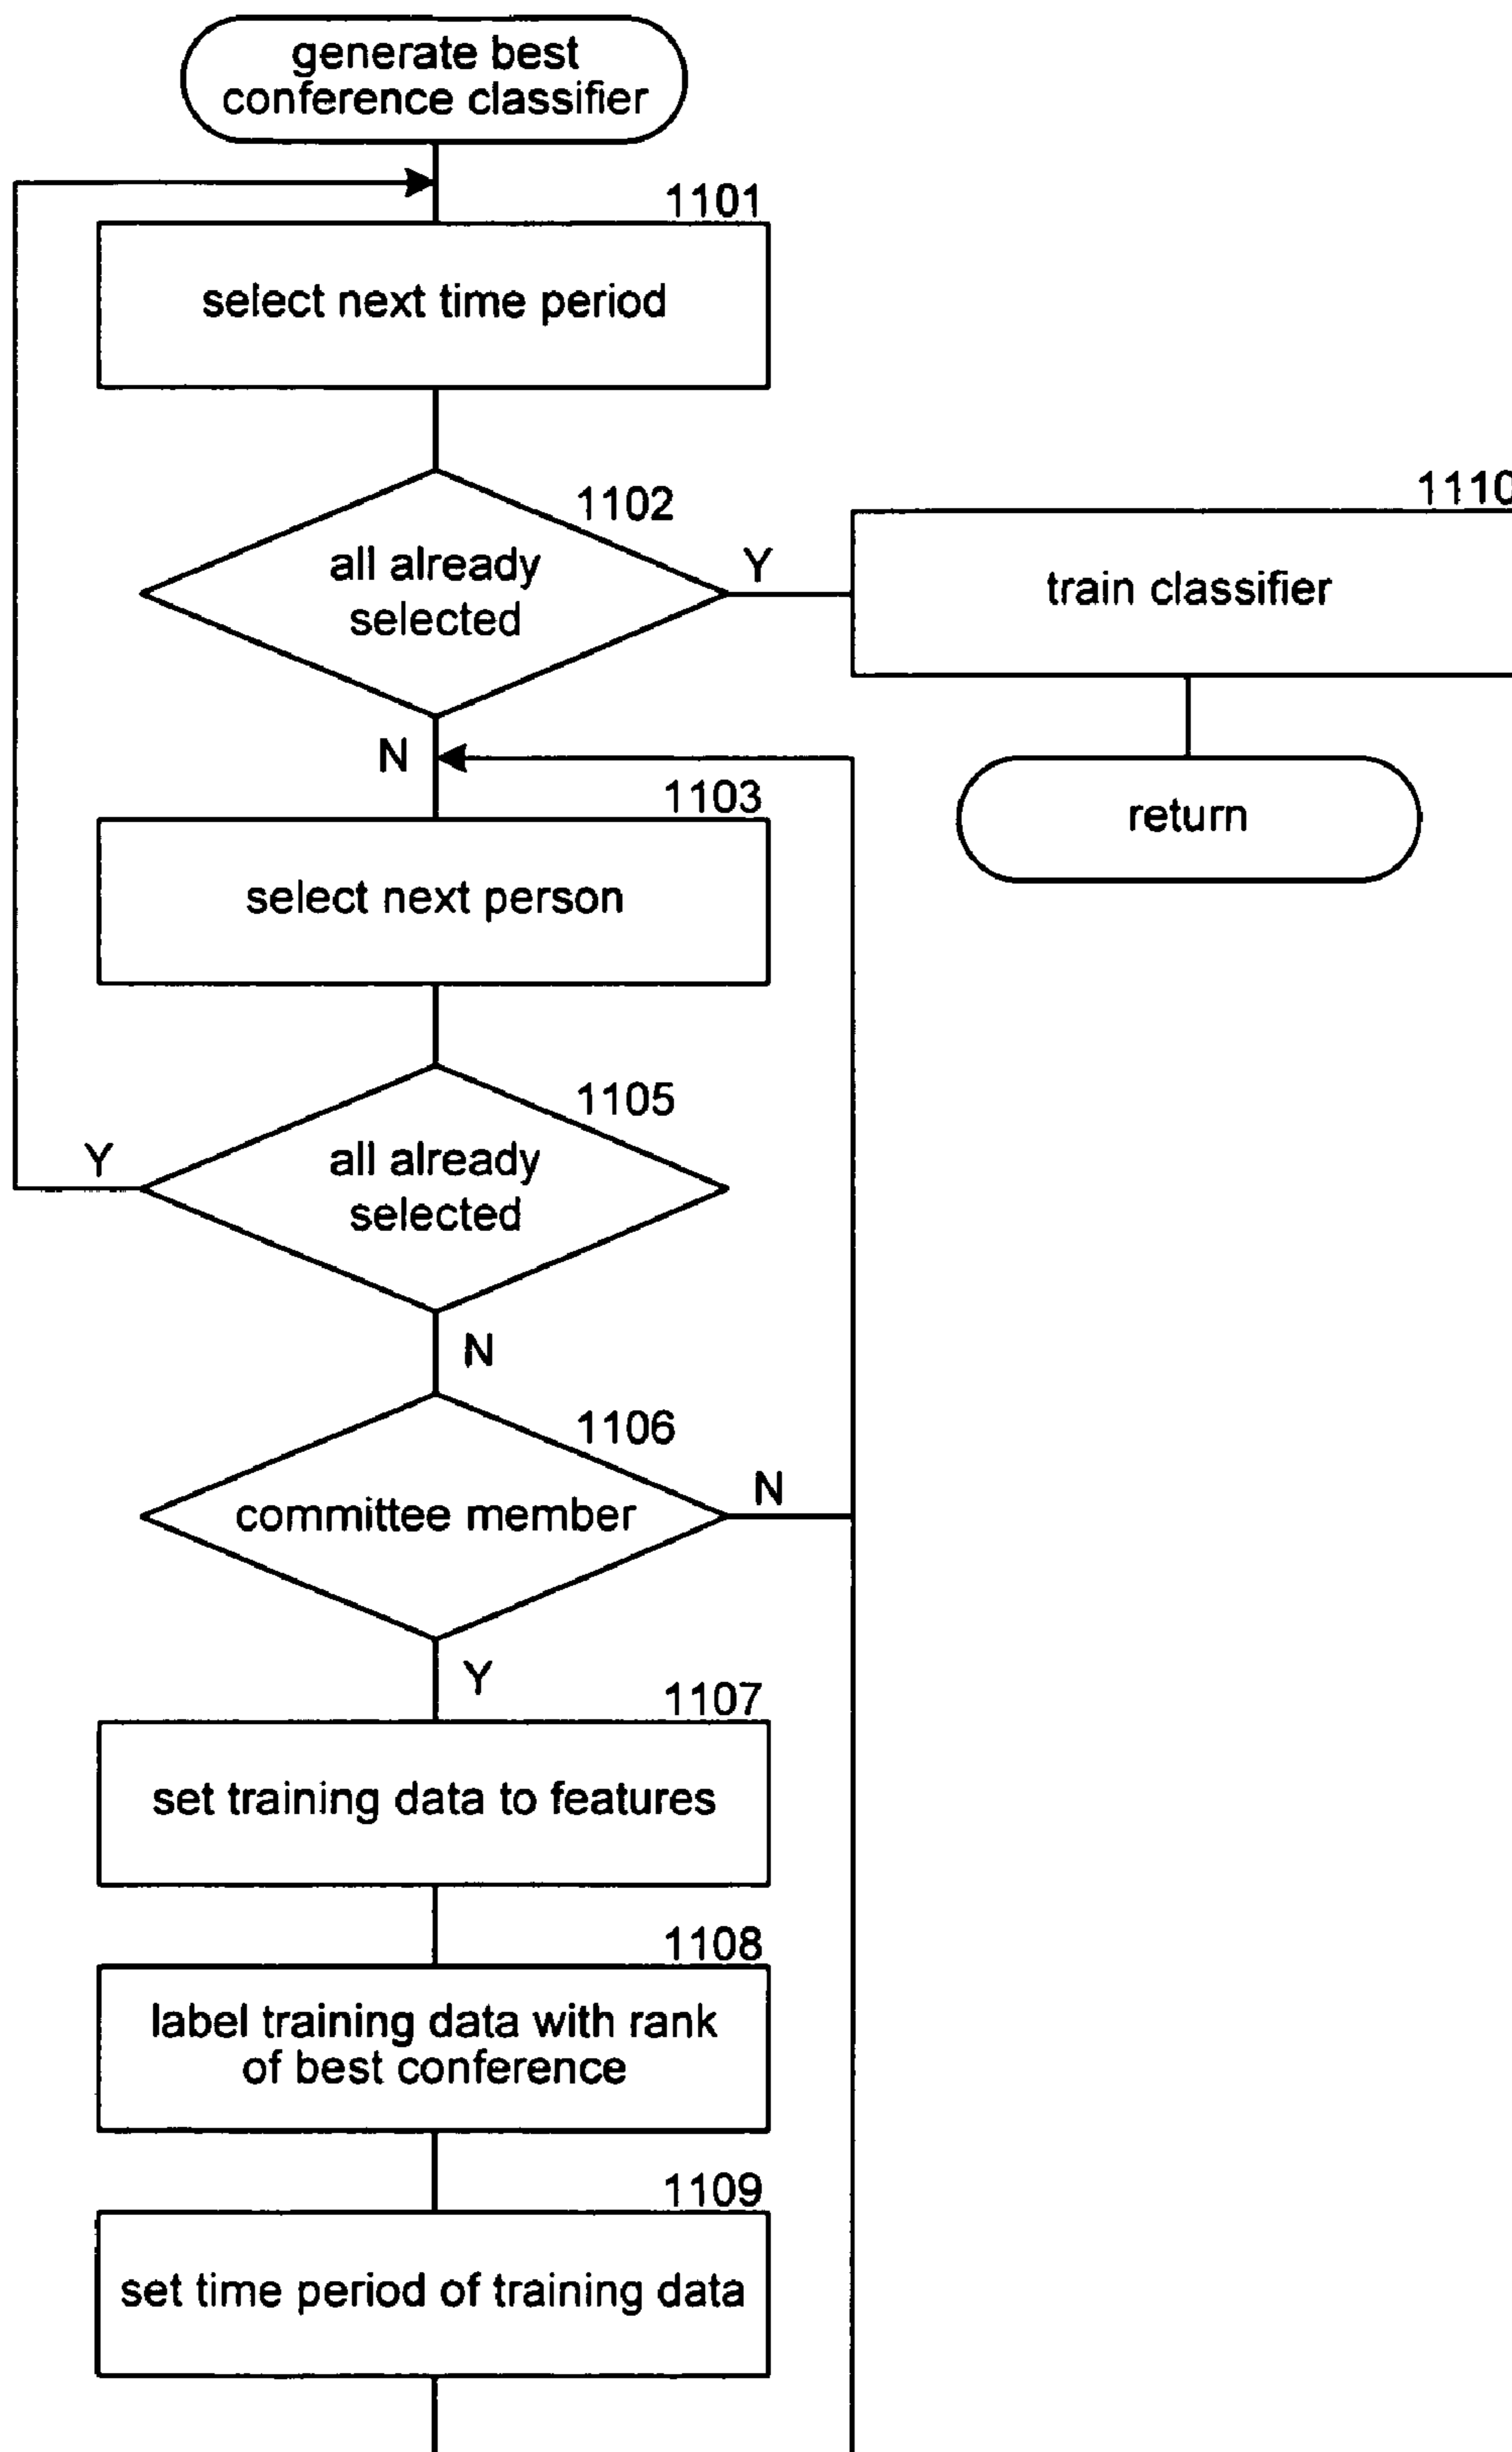 generate best
conference classifier
1101
select next time period
1102
all already
selected
Y
1110
train classifier
N
return
1103
select next person
1105
all already
selected
Y
N
1106
committee member
N
Y
1107
set training data to features
1108
label training data with rank
of best conference
1109
set time period of training data